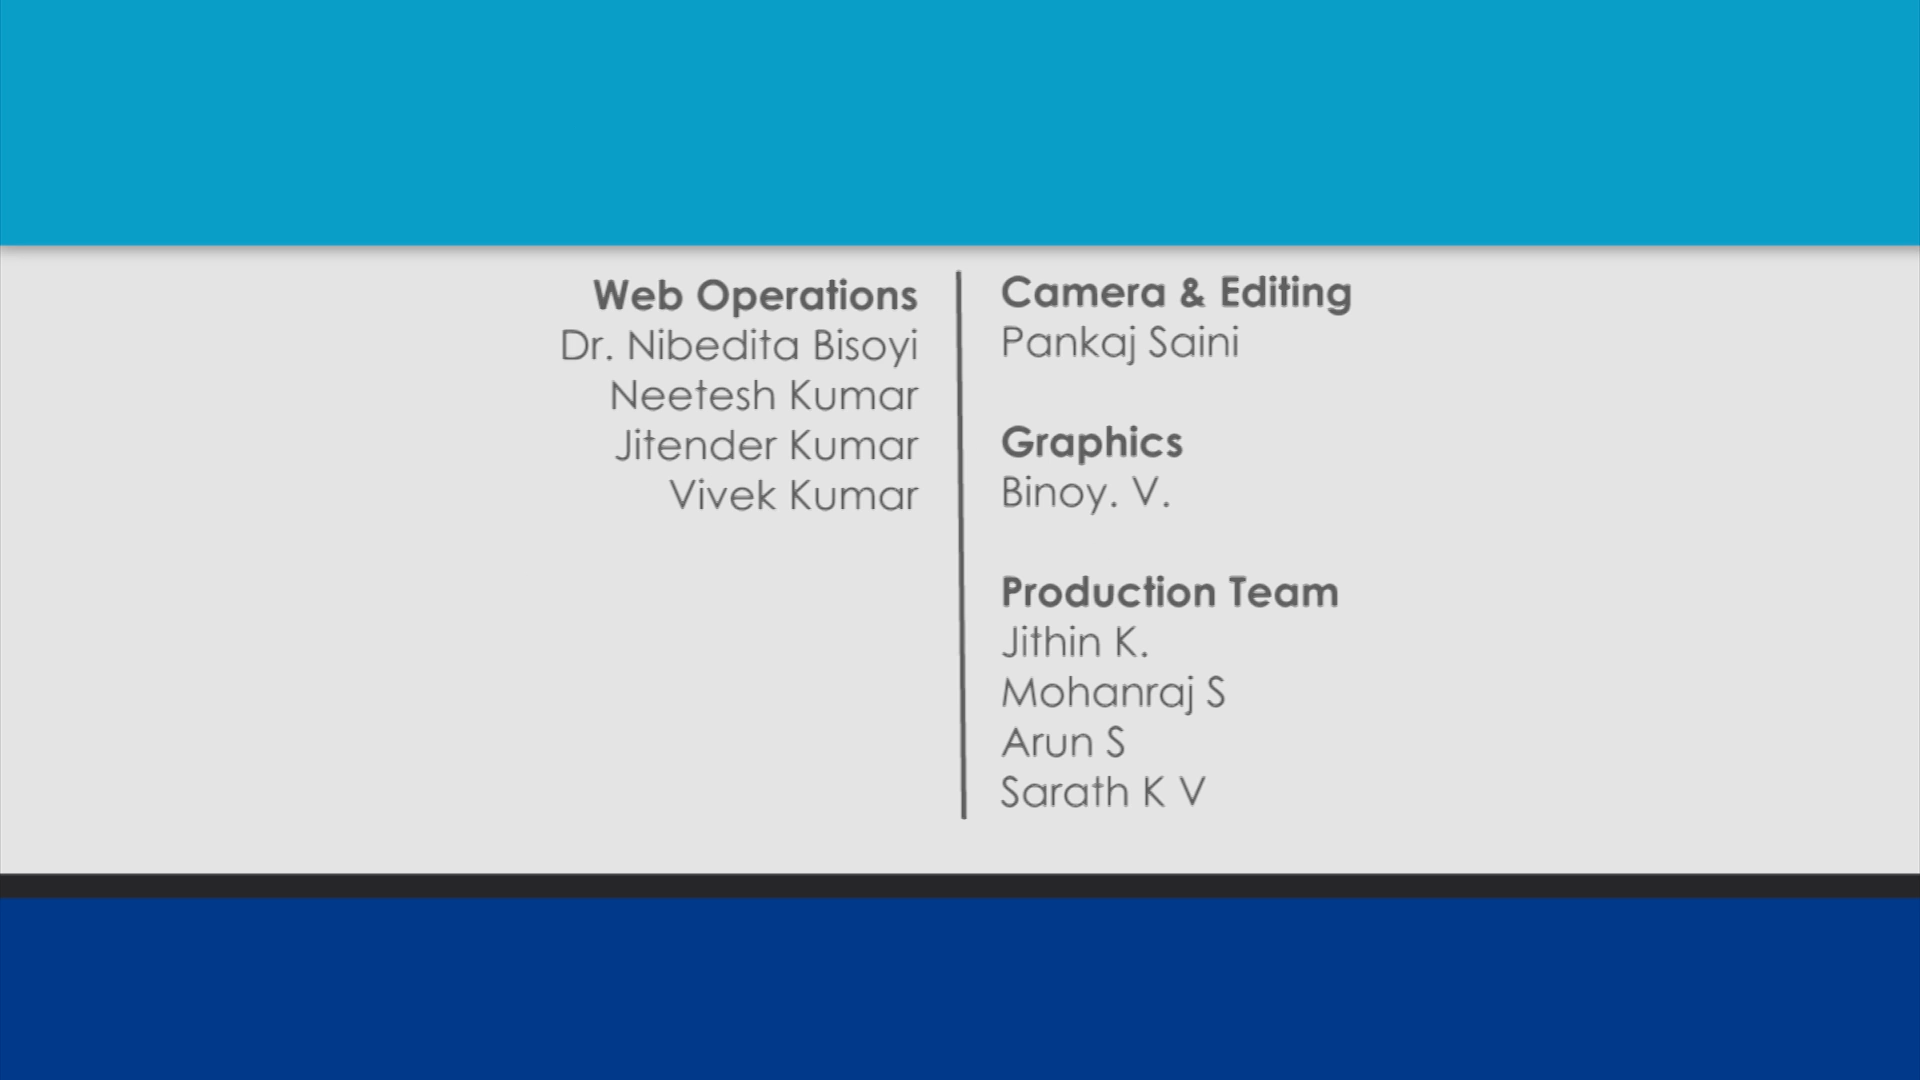 Web Operations
Dr. Nibedita Bisoyi
Neetesh Kumar
Jitender Kumar
Vivek Kumar
Camera & Editing
Pankaj Saini
Graphics
Binoy. V.
Production Team
Jithin K.
Mohanraj S
Arun S
Sarath K V